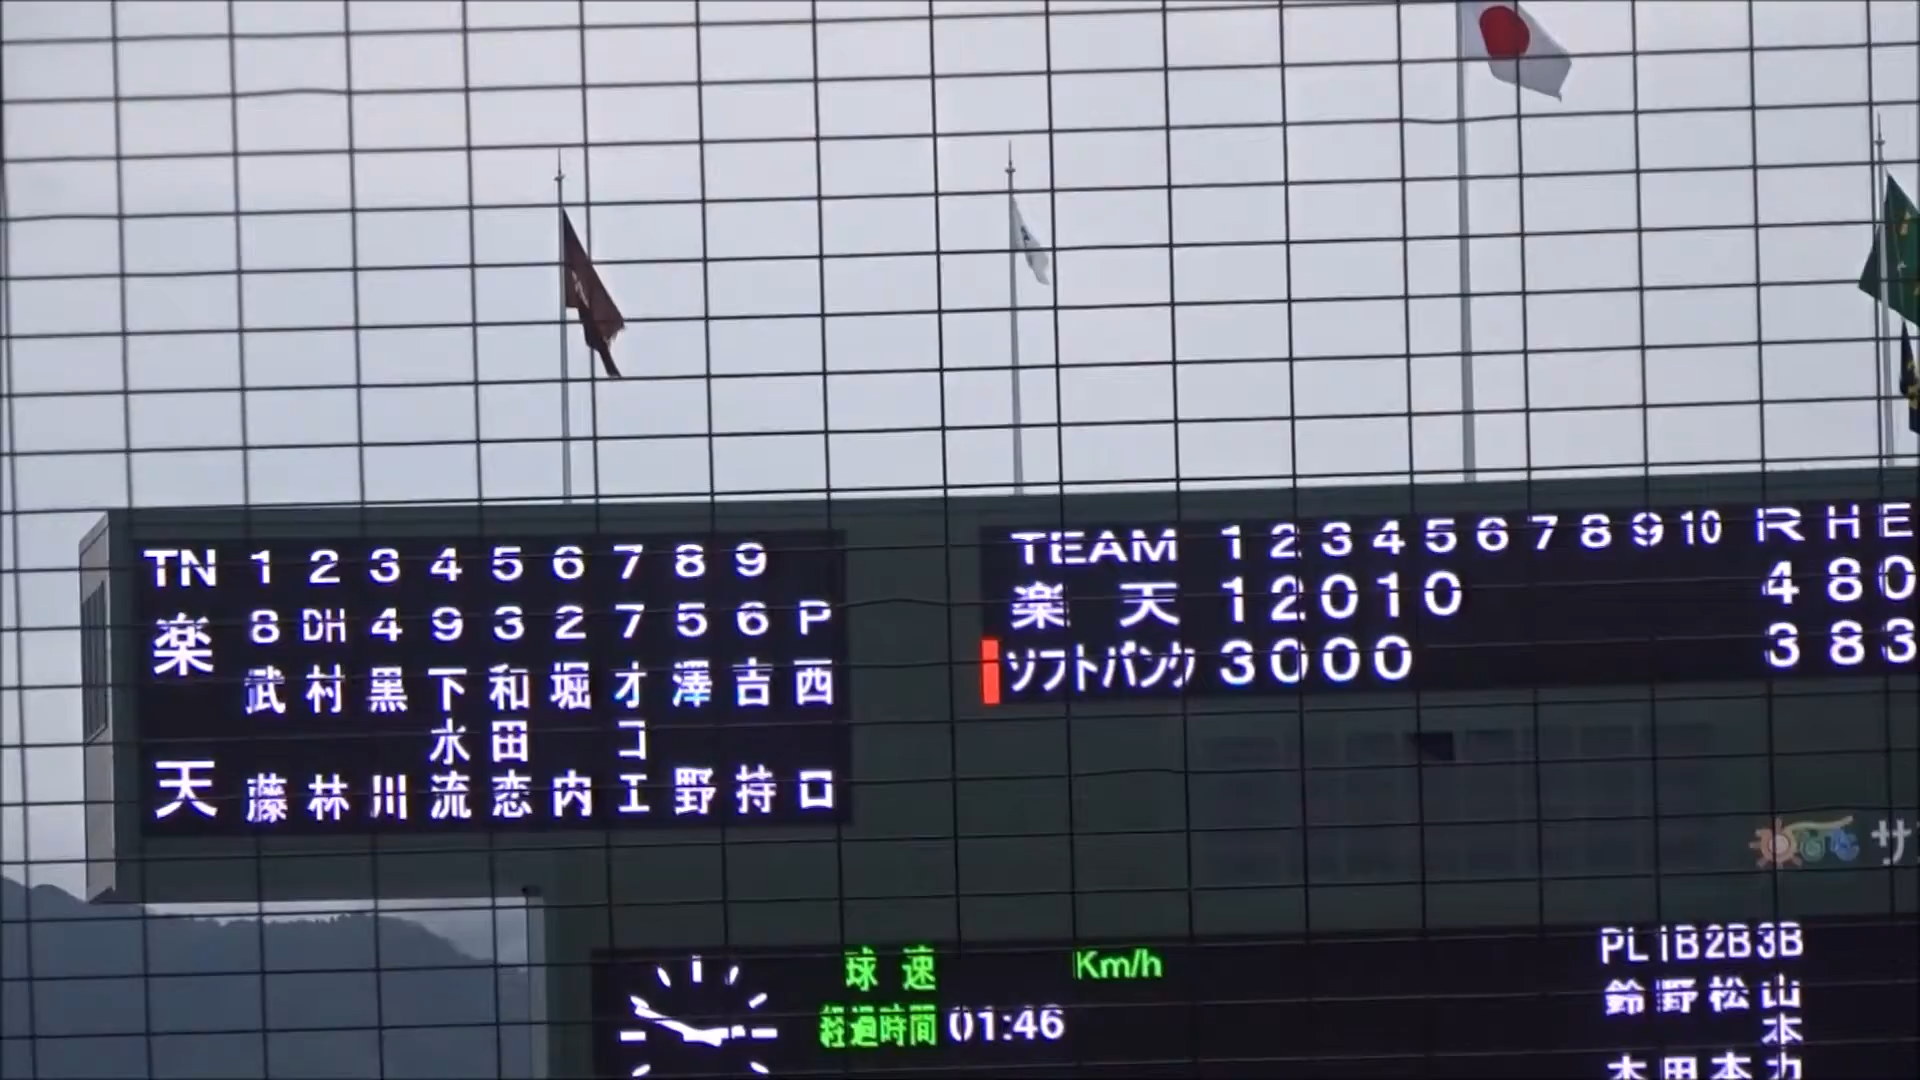 TN 1 2 3 4 5 6 7 8 9
楽天 8 DH 4 9 3 2 7 5 6 P
武藤 村林 黒川 下水流 和田恋 堀内 オコエ 澤野 吉持 西口
TEAM 1 2 3 4 5 6 7 8 9 10 R H E
楽天 1 2 0 1 0 4 8 0
ソフトバンク 3 0 0 0 3 8 3
球速 Km/h
経過時間 01:46
PL 1B 2B 3B
鈴木 野田 松本 山本力